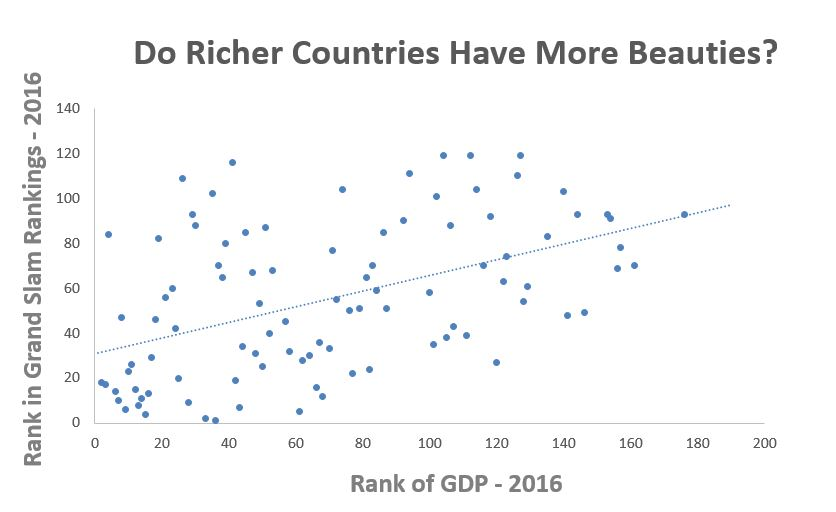 Do Richer Countries Have More Beauties?
Rank in Grand Slam Rankings - 2016
140
120
100
80
60
40
20
0
0 20 40 60 80 100 120 140 160 180 200
Rank of GDP - 2016